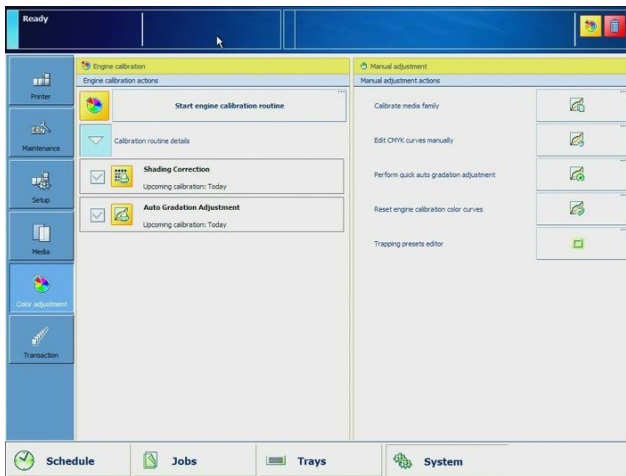 Ready
Engine calibration
Engine calibration actions
Start engine calibration routine
Calibration routine details
Shading Correction
Upcoming calibration: Today
Auto Gradation Adjustment
Upcoming calibration: Today
Manual adjustment
Manual adjustment actions
Calibrate media family
Edit CMYK curves manually
Perform quick auto gradation adjustment
Reset engine calibration color curves
Trapping presets editor
Printer
Maintenance
Setup
Media
Color adjustment
Transaction
Schedule
Jobs
Trays
System